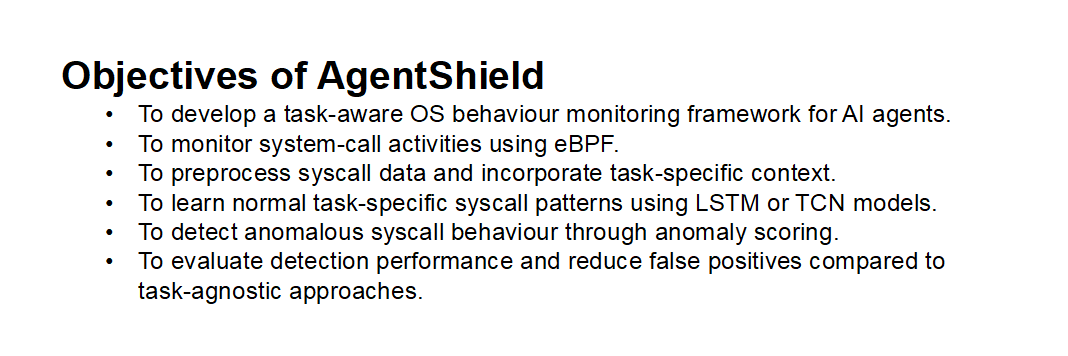 Objectives of AgentShield
• To develop a task-aware OS behaviour monitoring framework for AI agents.
• To monitor system-call activities using eBPF.
• To preprocess syscall data and incorporate task-specific context.
• To learn normal task-specific syscall patterns using LSTM or TCN models.
• To detect anomalous syscall behaviour through anomaly scoring.
• To evaluate detection performance and reduce false positives compared to
task-agnostic approaches.